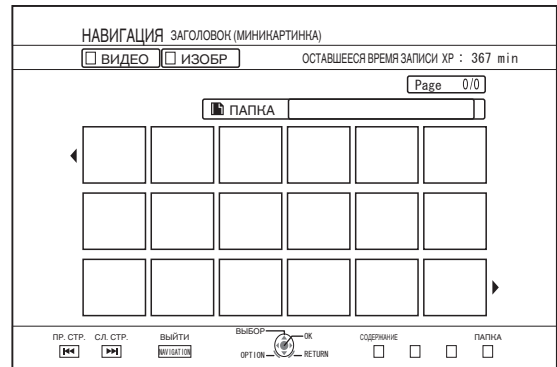 НАВИГАЦИЯ ЗАГОЛОВОК (МИНИКАРТИНКА)
ВИДЕО ИЗОБР ОСТАВШЕЕСЯ ВРЕМЯ ЗАПИСИ XP : 367 min
Page 0/0
ПАПКА
ПР. СТР. СЛ. СТР. ВЫЙТИ ВЫБОР OK СОДЕРЖАНИЕ ПАПКА
NAVIGATION OPTION RETURN